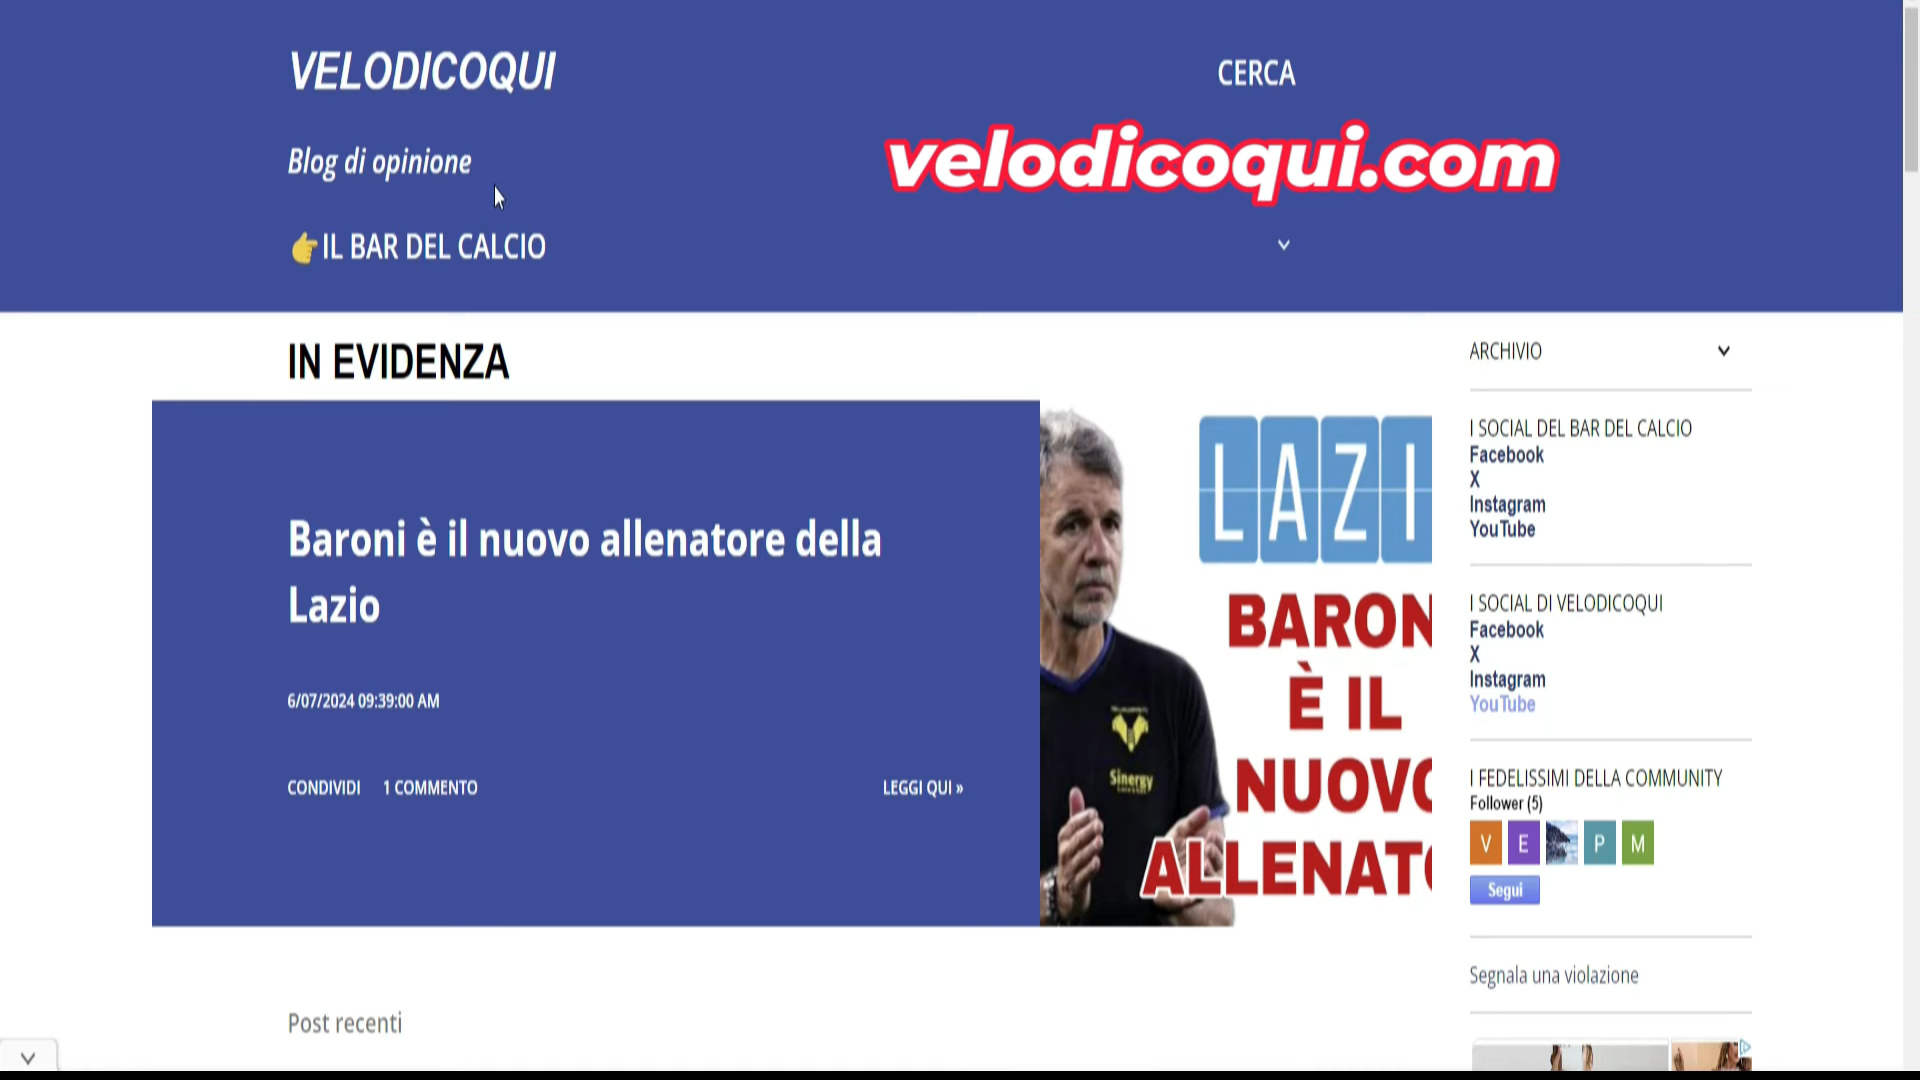 VELODICOQUI
CERCA
velodicoqui.com
Blog di opinione
👉IL BAR DEL CALCIO
IN EVIDENZA
Baroni è il nuovo allenatore della
Lazio
6/07/2024 09:39:00 AM
CONDIVIDI 1 COMMENTO LEGGI QUI »
LAZI
BARON
È IL
NUOVO
ALLENATO
Sinergy
ARCHIVIO
I SOCIAL DEL BAR DEL CALCIO
Facebook
X
Instagram
YouTube
I SOCIAL DI VELODICOQUI
Facebook
X
Instagram
YouTube
I FEDELISSIMI DELLA COMMUNITY
Follower (5)
V E P M
Segui
Segnala una violazione
Post recenti